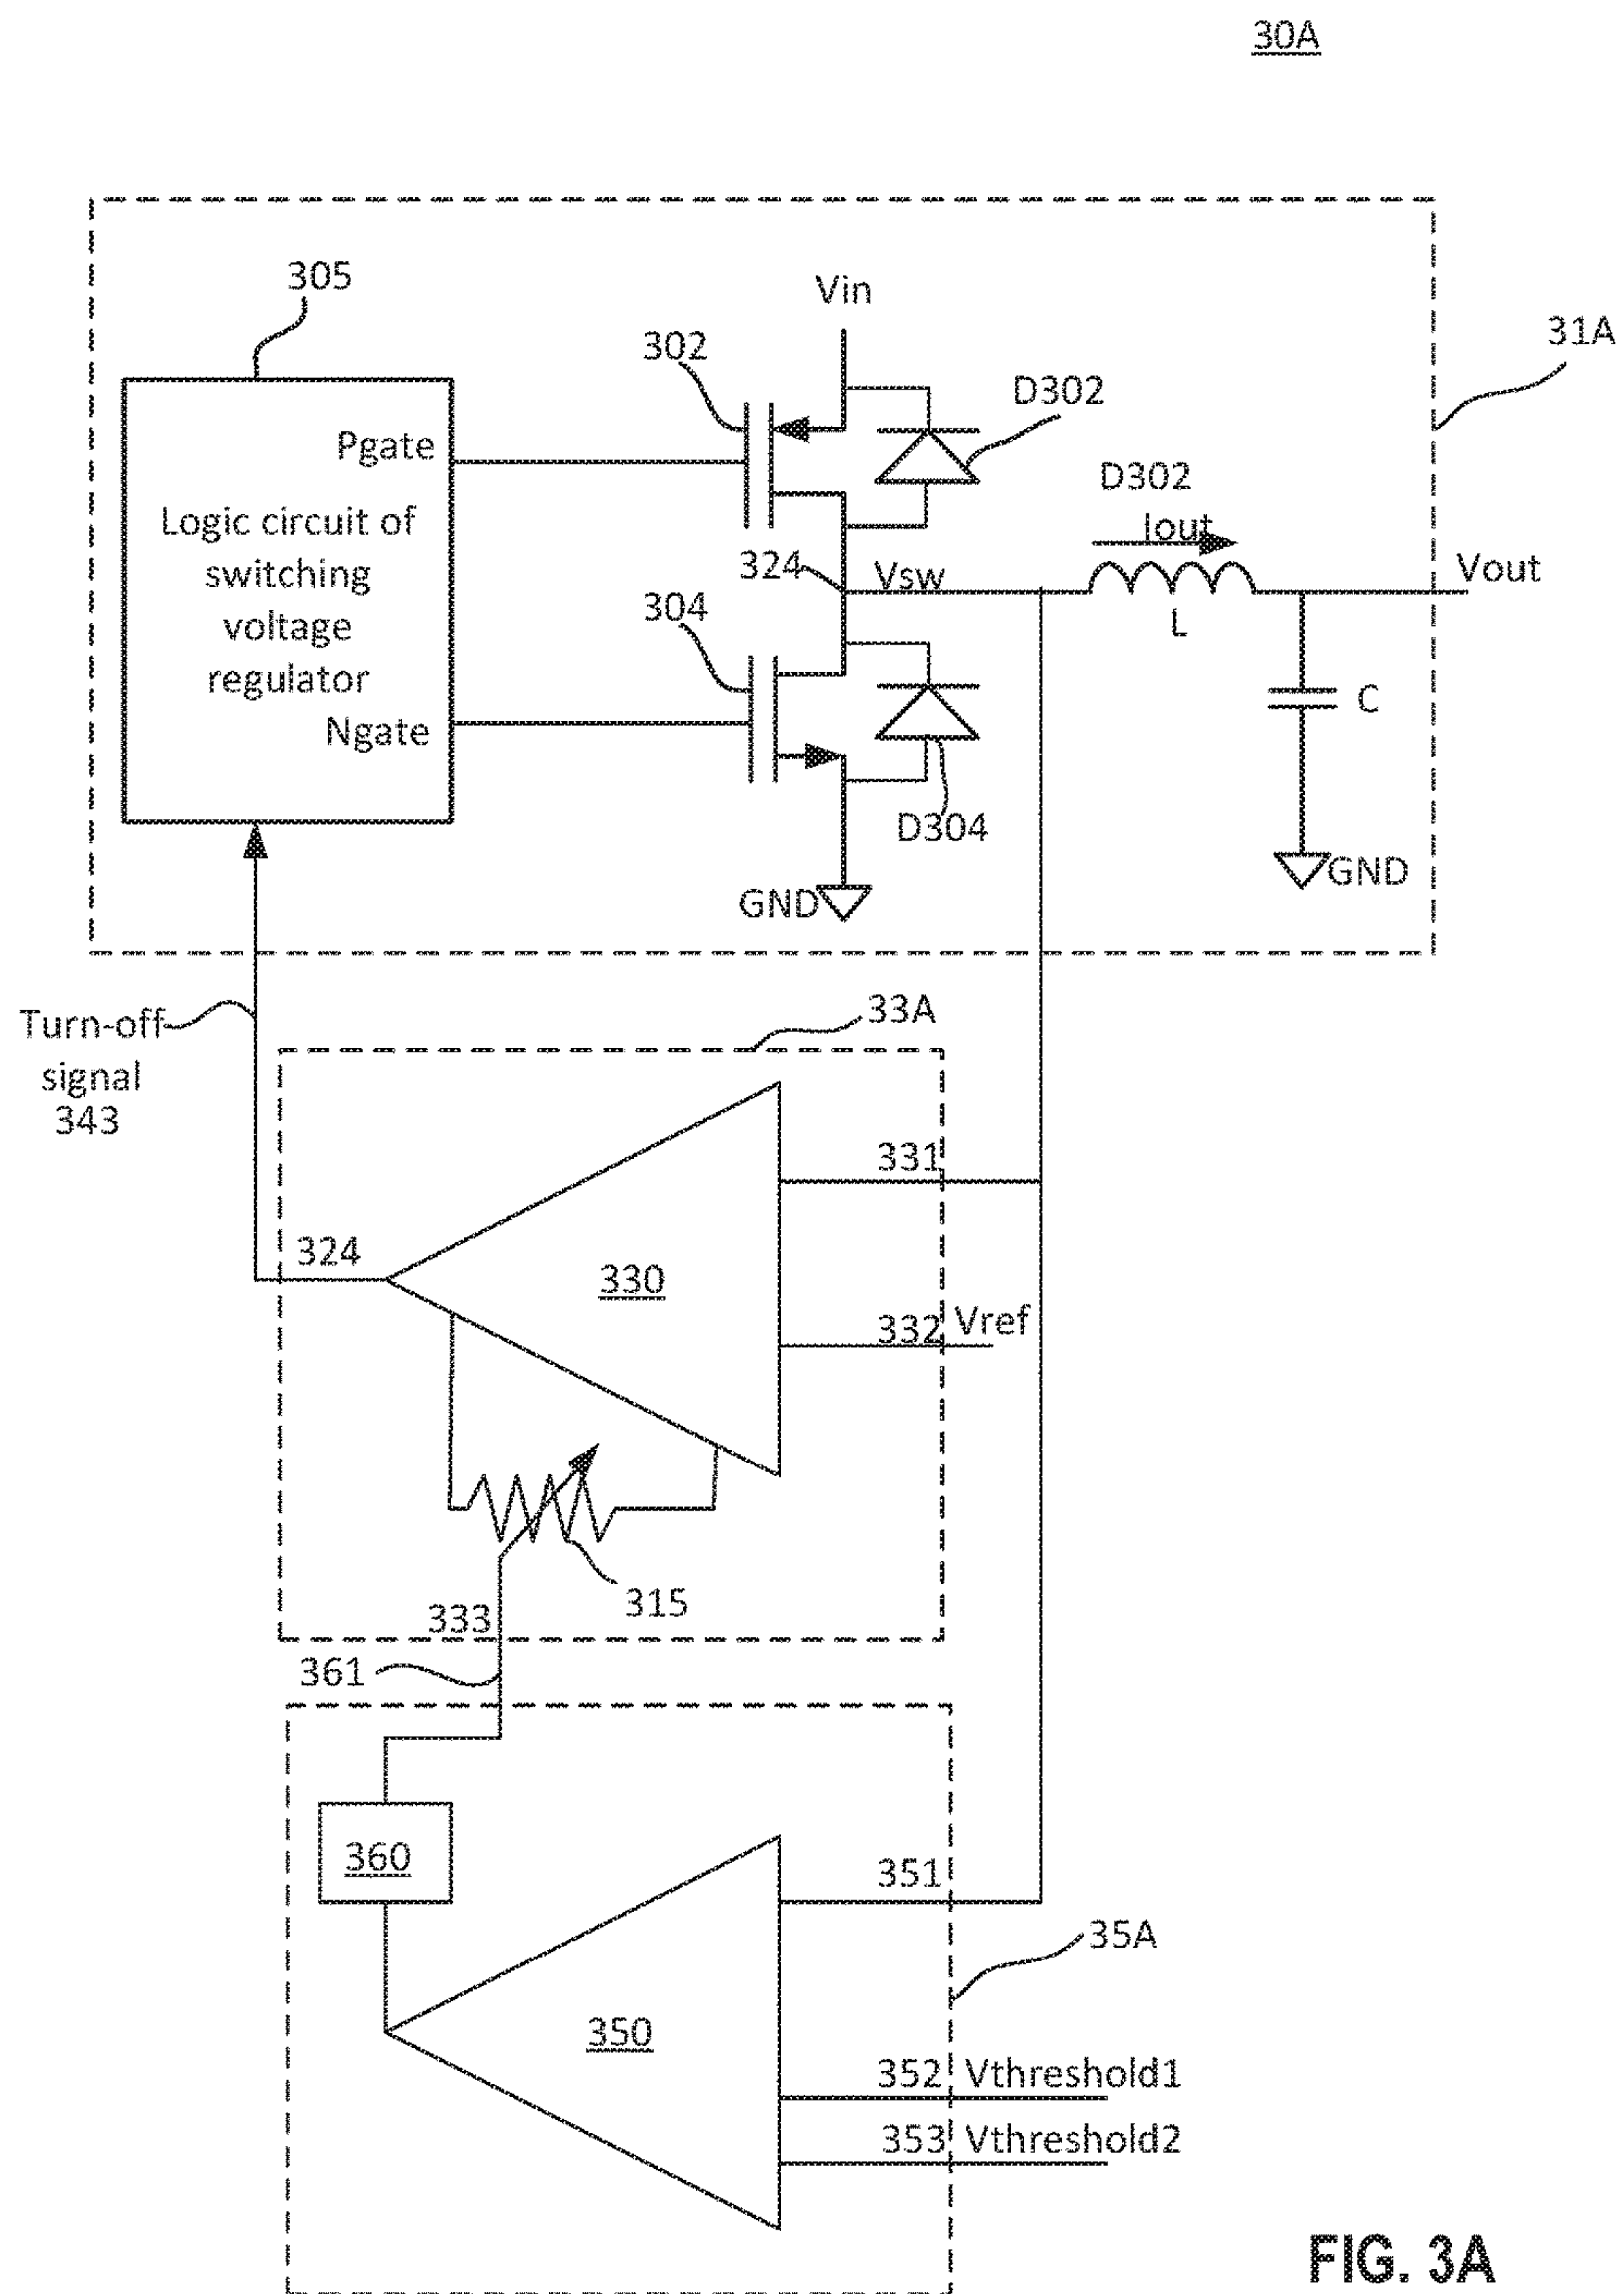 30A
305
Vin
302
31A
D302
Pgate
D302
Logic circuit of
switching
voltage
regulator
Iout
324
Vsw
Vout
304
L
Ngate
C
D304
GND
GND
33A
Turn-off
signal
343
331
324
330
332
Vref
315
333
361
360
351
35A
350
352 Vthreshold1
353 Vthreshold2
FIG. 3A